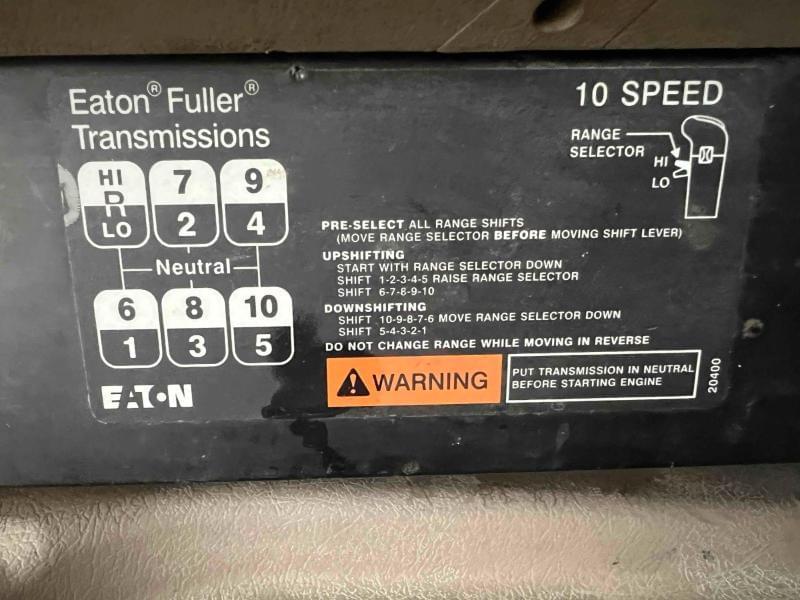 Eaton® Fuller®
Transmissions
10 SPEED
RANGE
SELECTOR
HI
LO
HI 7 9
R
LO 2 4
Neutral
6 8 10
1 3 5
EATON
PRE-SELECT ALL RANGE SHIFTS
(MOVE RANGE SELECTOR BEFORE MOVING SHIFT LEVER)
UPSHIFTING
START WITH RANGE SELECTOR DOWN
SHIFT 1-2-3-4-5 RAISE RANGE SELECTOR
SHIFT 6-7-8-9-10
DOWNSHIFTING
SHIFT 10-9-8-7-6 MOVE RANGE SELECTOR DOWN
SHIFT 5-4-3-2-1
DO NOT CHANGE RANGE WHILE MOVING IN REVERSE
WARNING
PUT TRANSMISSION IN NEUTRAL
BEFORE STARTING ENGINE
20400